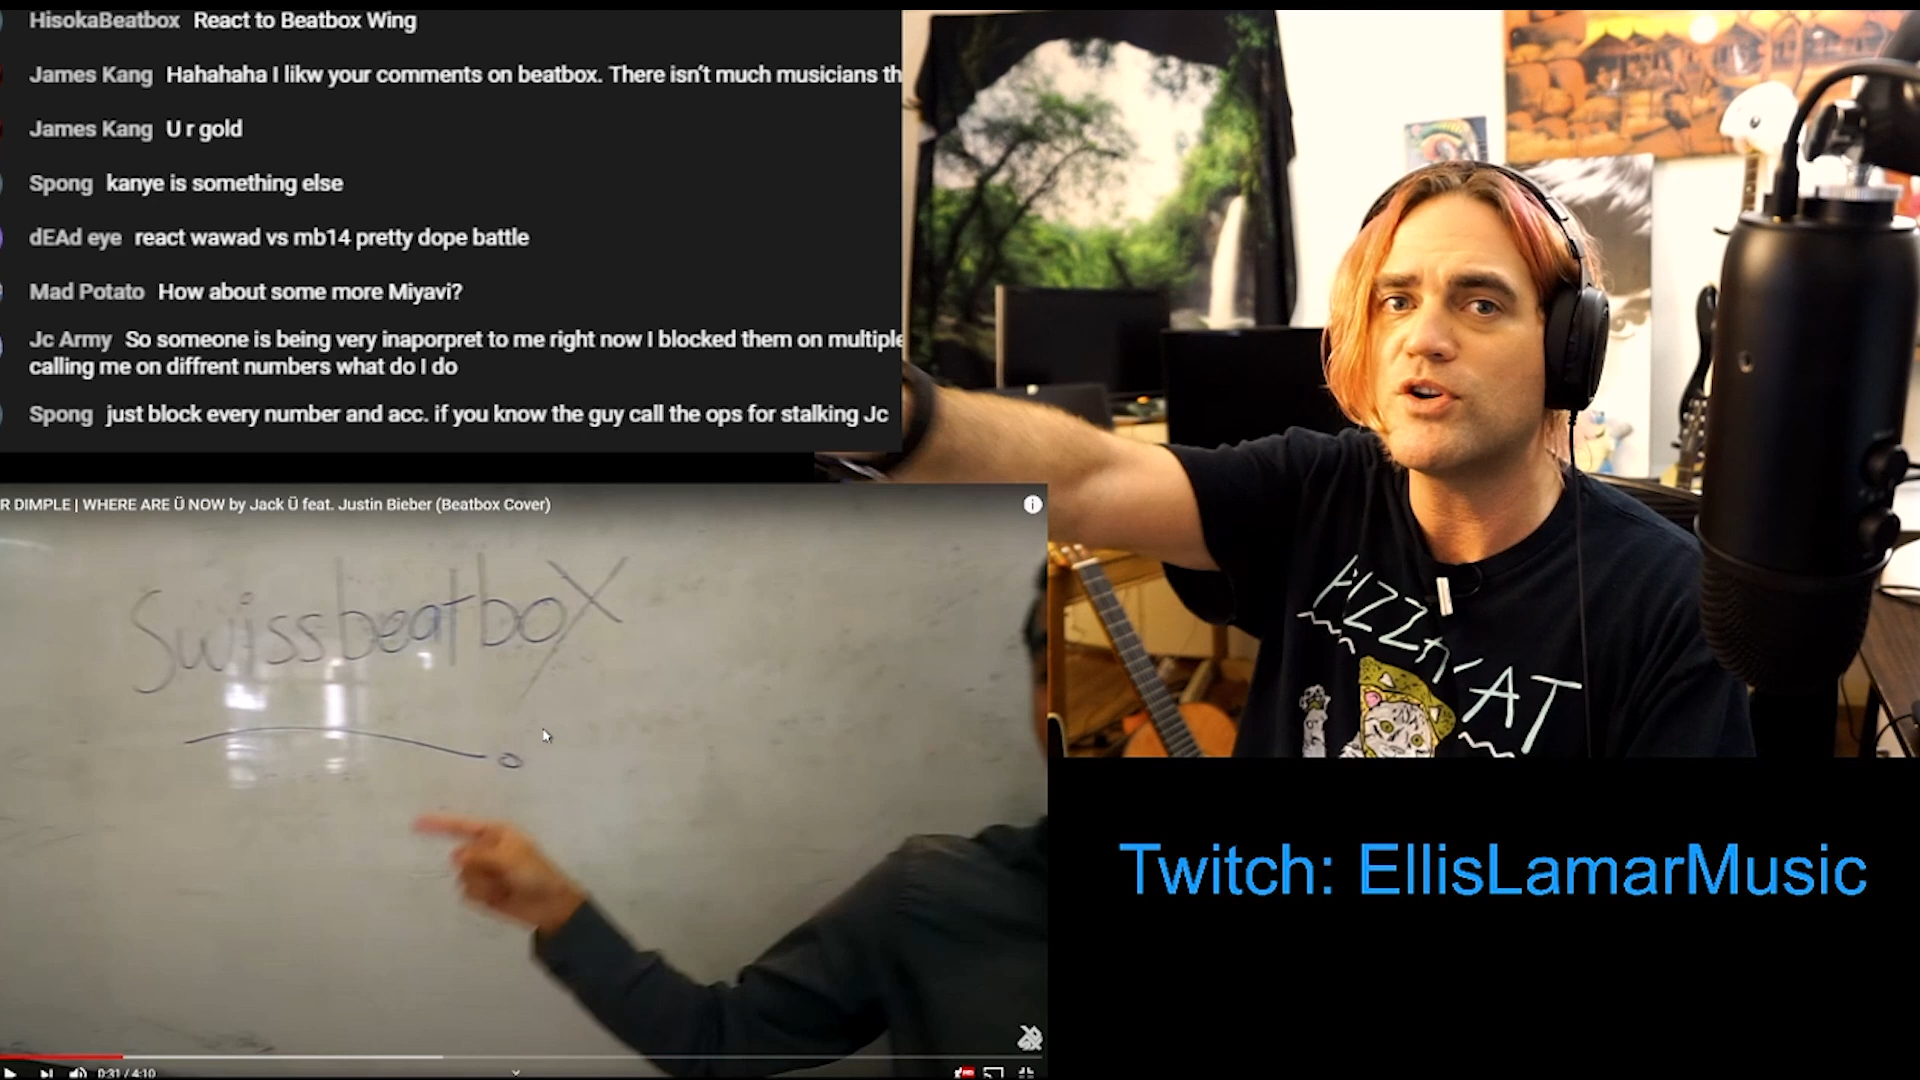 HisokaBeatbox React to Beatbox Wing
James Kang Hahahaha I likw your comments on beatbox. There isn't much musicians th
James Kang U r gold
Spong kanye is something else
dEAd eye react wawad vs mb14 pretty dope battle
Mad Potato How about some more Miyavi?
Jc Army So someone is being very inaporpret to me right now I blocked them on multiple
calling me on diffrent numbers what do I do
Spong just block every number and acc. if you know the guy call the ops for stalking Jc
R DIMPLE | WHERE ARE Ü NOW by Jack Ü feat. Justin Bieber (Beatbox Cover)
Swissbeatbox
0:31 / 4:10
Twitch: EllisLamarMusic